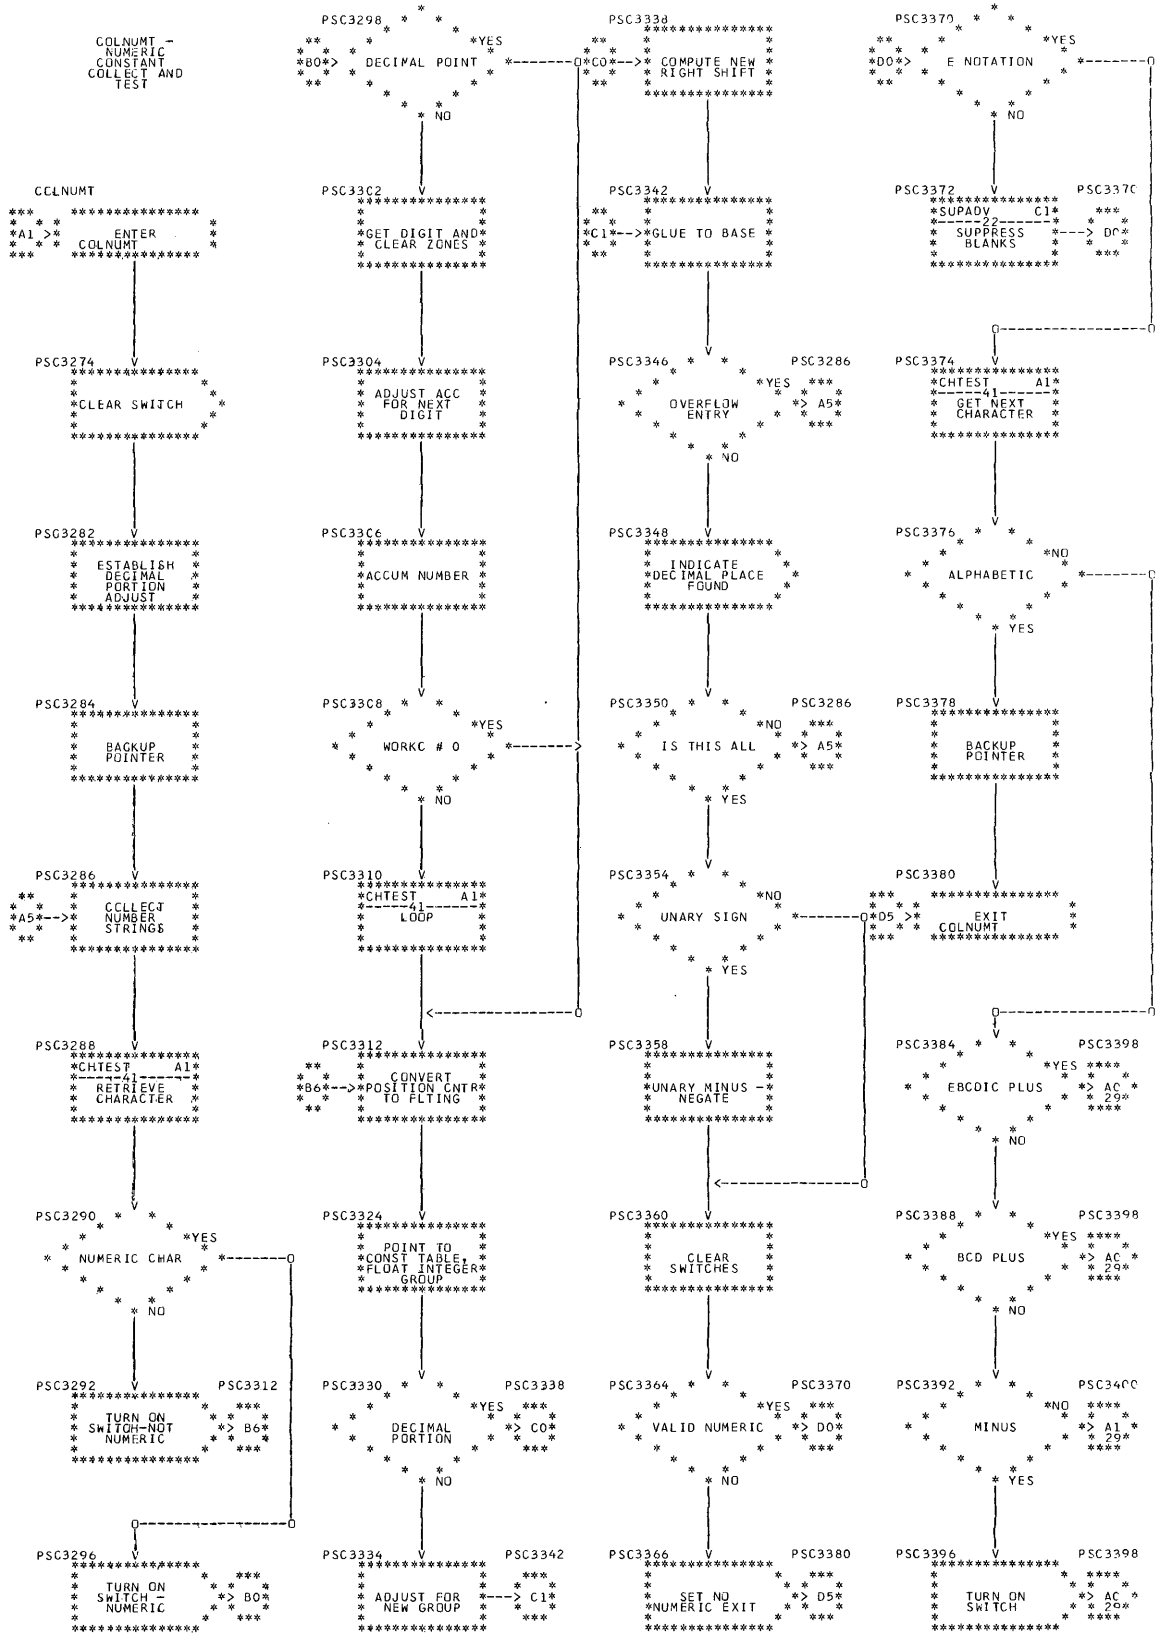 COLNUMT -
NUMERIC
CONSTANT
COLLECT AND
TEST
COLNUMT
A1
ENTER
COLNUMT
PSC3274
CLEAR SWITCH
PSC3282
ESTABLISH
DECIMAL
PORTION
ADJUST
PSC3284
BACKUP
POINTER
PSC3286
A5
COLLECT
NUMBER
STRINGS
PSC3288
CHTEST A1
41
RETRIEVE
CHARACTER
PSC3290
NUMERIC CHAR
YES
NO
PSC3292
TURN ON
SWITCH-NOT
NUMERIC
PSC3312
B6
PSC3296
TURN ON
SWITCH -
NUMERIC
B0
PSC3298
B0
DECIMAL POINT
YES
NO
PSC3302
GET DIGIT AND
CLEAR ZONES
PSC3304
ADJUST ACC
FOR NEXT
DIGIT
PSC3306
ACCUM NUMBER
PSC3308
WORKC # 0
YES
NO
PSC3310
CHTEST A1
41
LOOP
PSC3312
B6
CONVERT
POSITION CNTR
TO FLTING
PSC3324
POINT TO
CONST TABLE,
FLOAT INTEGER
GROUP
PSC3330
DECIMAL
PORTION
YES
NO
PSC3338
C0
PSC3334
ADJUST FOR
NEW GROUP
PSC3342
C1
PSC3338
C0
COMPUTE NEW
RIGHT SHIFT
PSC3342
C1
GLUE TO BASE
PSC3346
OVERFLOW
ENTRY
YES
NO
PSC3286
A5
PSC3348
INDICATE
DECIMAL PLACE
FOUND
PSC3350
IS THIS ALL
NO
YES
PSC3286
A5
PSC3354
UNARY SIGN
NO
YES
PSC3358
UNARY MINUS -
NEGATE
PSC3360
CLEAR
SWITCHES
PSC3364
VALID NUMERIC
YES
NO
PSC3370
D0
PSC3366
SET NO
NUMERIC EXIT
PSC3380
D5
PSC3370
D0
E NOTATION
YES
NO
PSC3372
SUPADV C1
22
SUPPRESS
BLANKS
PSC3370
D0
PSC3374
CHTEST A1
41
GET NEXT
CHARACTER
PSC3376
ALPHABETIC
NO
YES
PSC3378
BACKUP
POINTER
PSC3380
D5
EXIT
COLNUMT
PSC3384
EBCDIC PLUS
YES
NO
PSC3398
A0
29
PSC3388
BCD PLUS
YES
NO
PSC3398
A0
29
PSC3392
MINUS
NO
YES
PSC3400
A1
29
PSC3396
TURN ON
SWITCH
PSC3398
A0
29